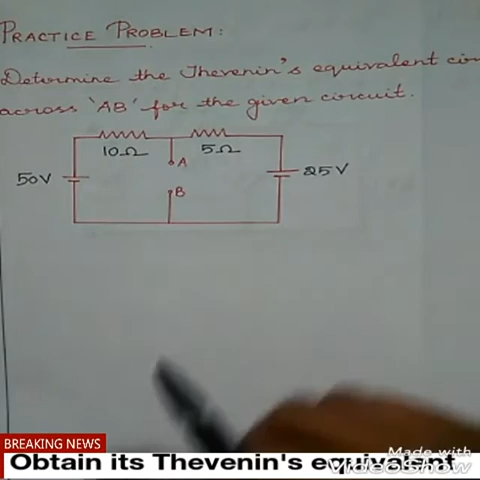 PRACTICE PROBLEM:
Determine the Thevenin's equivalent
across 'AB' for the given circuit.
10Ω
5Ω
A
50V
25V
B
BREAKING NEWS
Made with
VideoShow
Obtain its Thevenin's equivalent